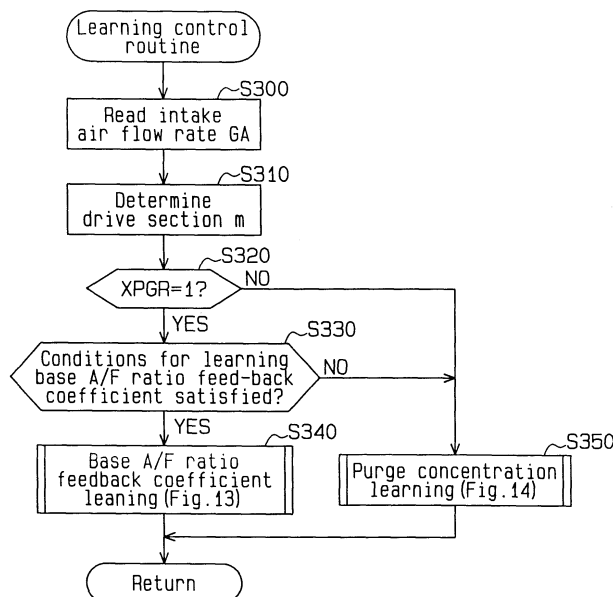 Learning control
routine
S300
Read intake
air flow rate GA
S310
Determine
drive section m
S320
XPGR=1?
NO
YES
S330
Conditions for learning
base A/F ratio feed-back
coefficient satisfied?
NO
YES
S340
Base A/F ratio
feedback coefficient
leaning (Fig.13)
S350
Purge concentration
learning (Fig.14)
Return